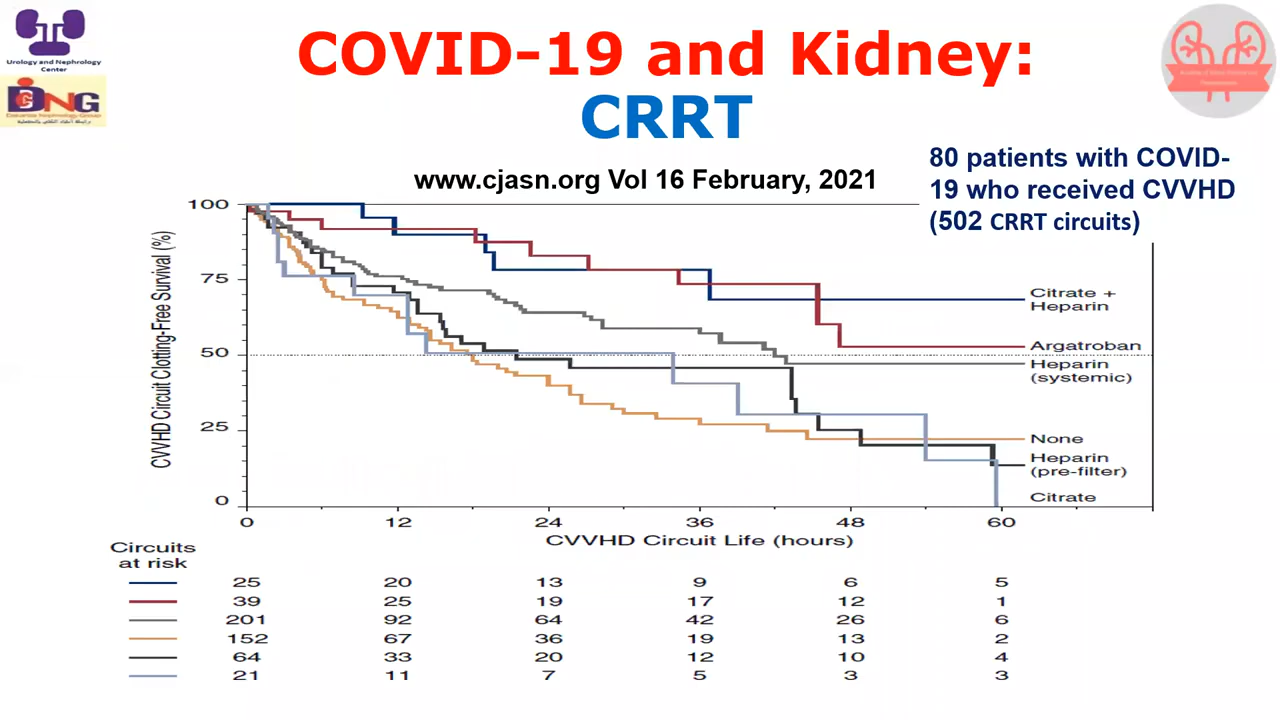 Urology and Nephrology
Center
DNG
Dakahlia Nephrology Group
COVID-19 and Kidney:
CRRT
www.cjasn.org Vol 16 February, 2021
80 patients with COVID-
19 who received CVVHD
(502 CRRT circuits)
CVVHD Circuit Clotting-Free Survival (%)
100
75
50
25
0
Citrate +
Heparin
Argatroban
Heparin
(systemic)
None
Heparin
(pre-filter)
Citrate
0 12 24 36 48 60
CVVHD Circuit Life (hours)
Circuits
at risk
25 20 13 9 6 5
39 25 19 17 12 1
201 92 64 42 26 6
152 67 36 19 13 2
64 33 20 12 10 4
21 11 7 5 3 3